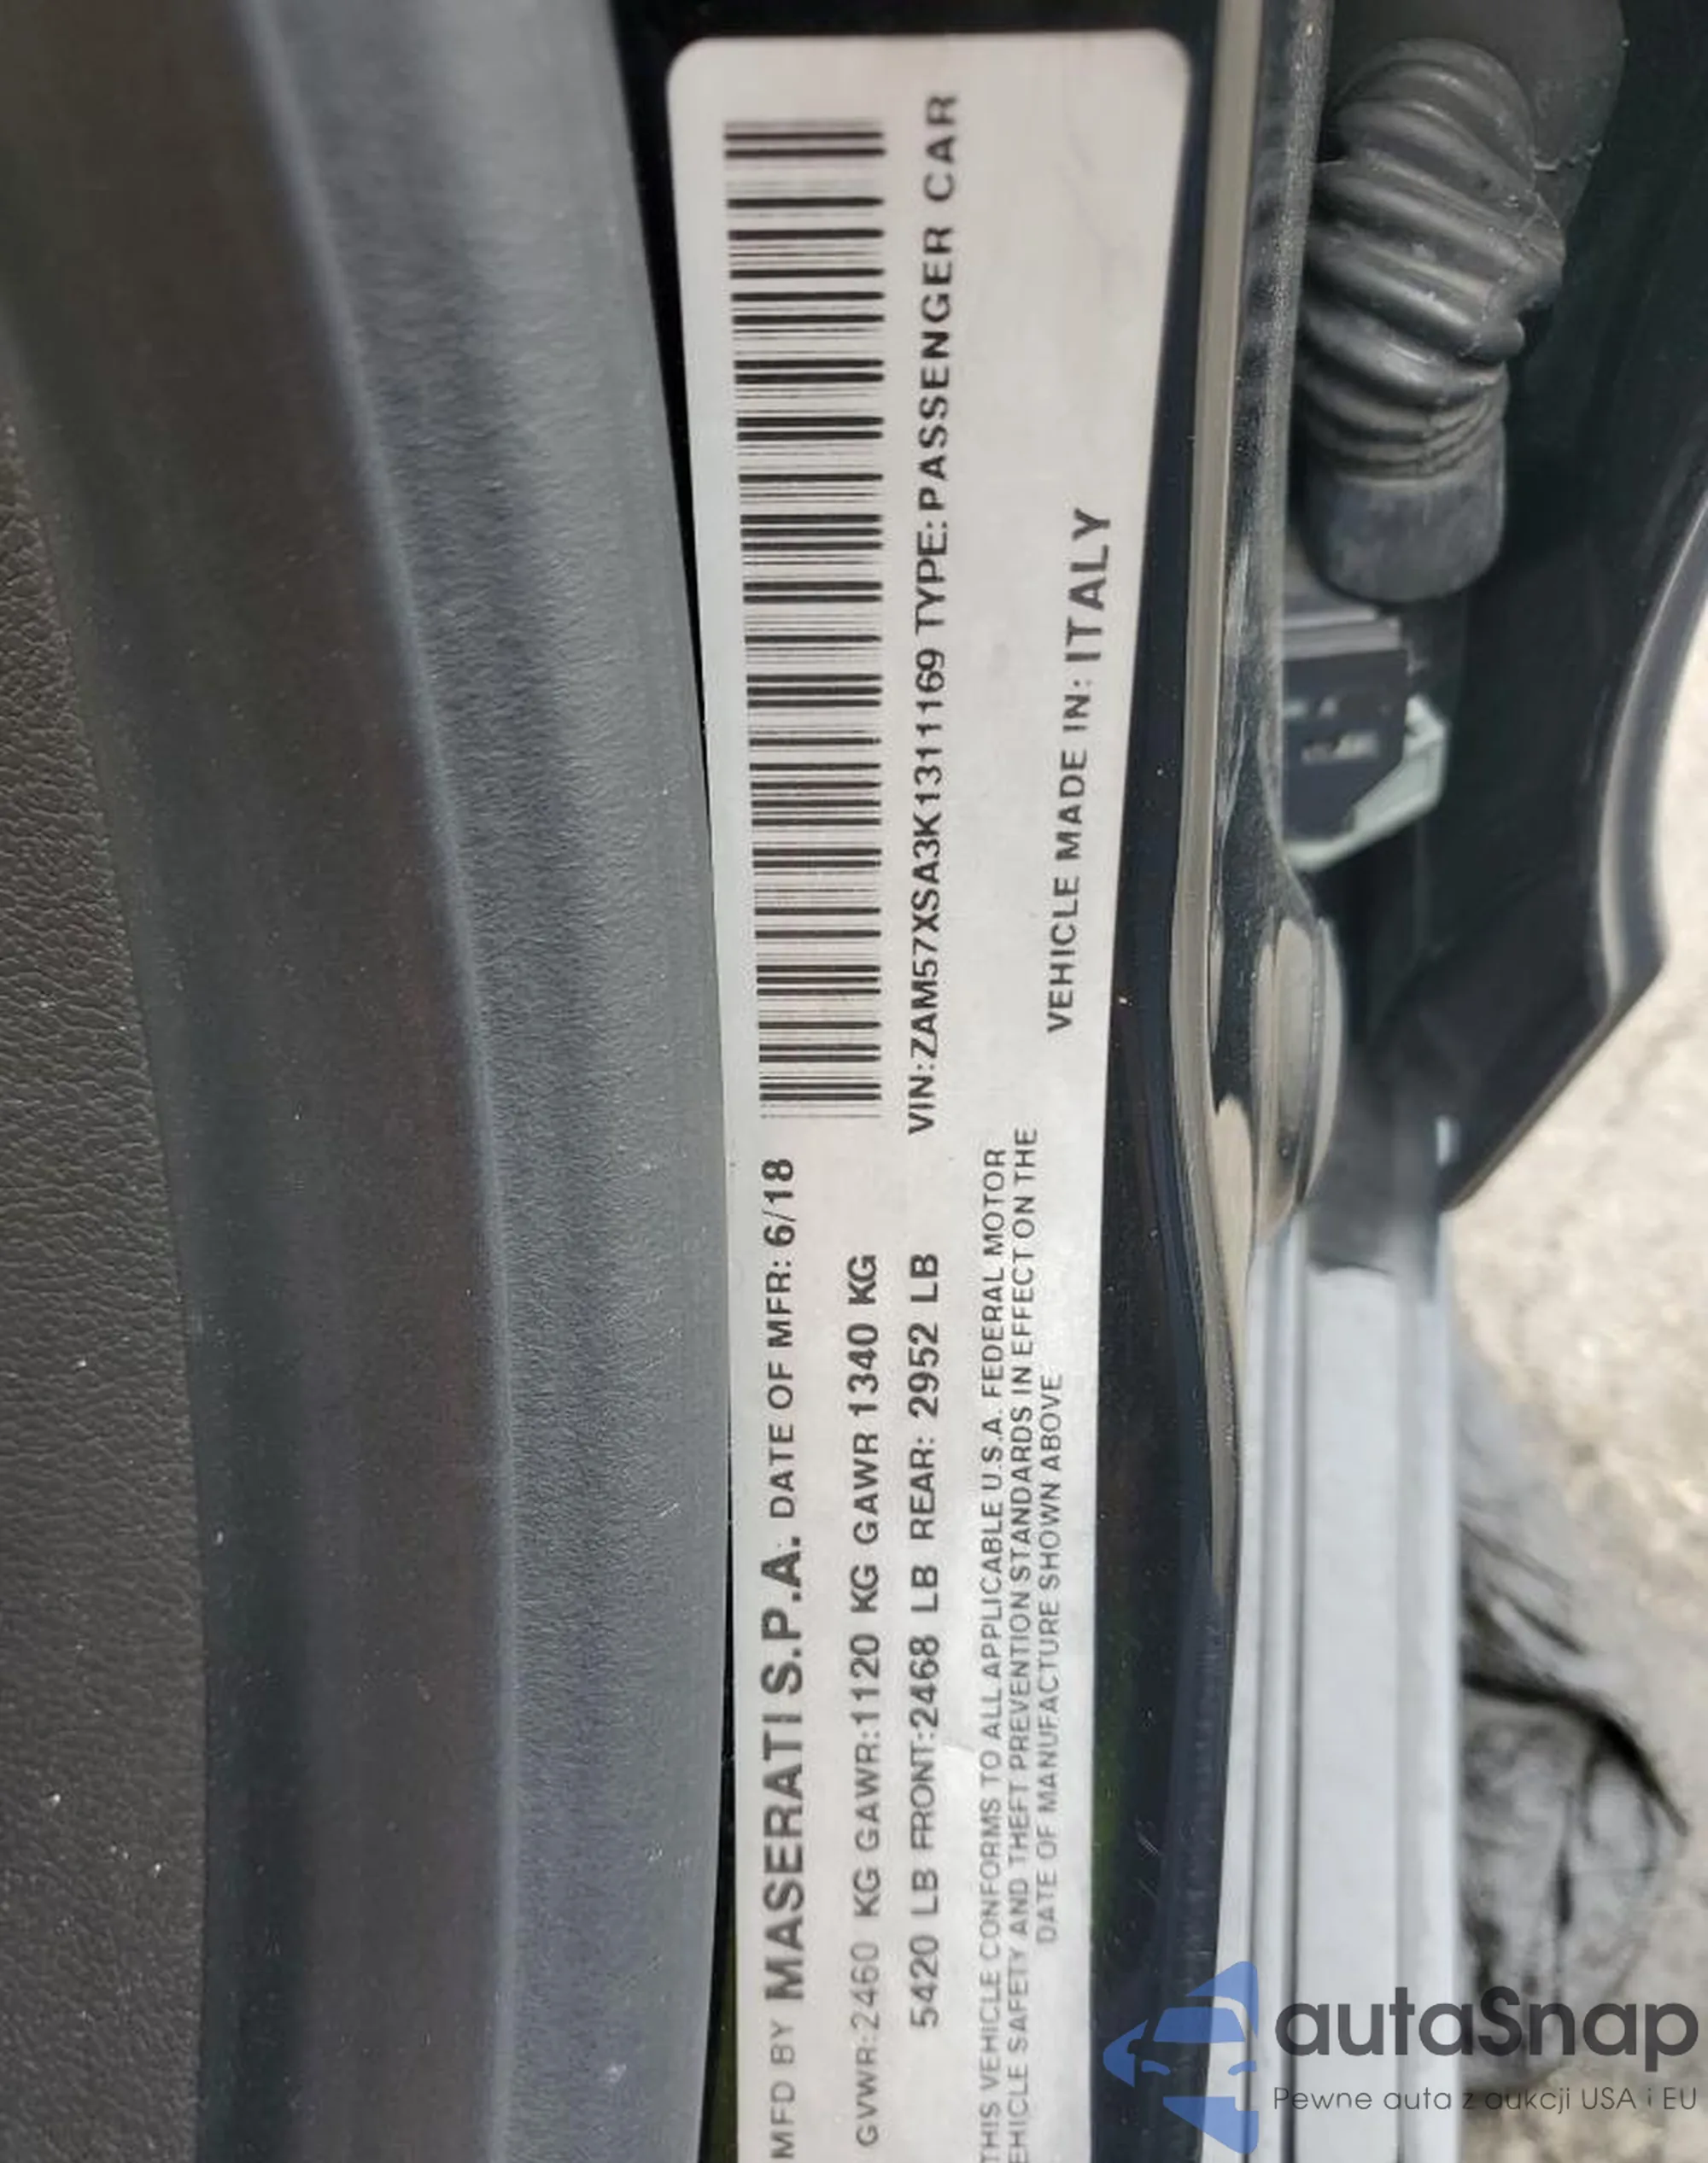 MFD BY MASERATI S.P.A. DATE OF MFR: 6/18
GVWR:2460 KG GAWR:1120 KG GAWR 1340 KG
5420 LB FRONT:2468 LB REAR: 2952 LB
VIN:ZAM57XSA3K1311169 TYPE:PASSENGER CAR
THIS VEHICLE CONFORMS TO ALL APPLICABLE U.S.A. FEDERAL MOTOR
EHICLE SAFETY AND THEFT PREVENTION STANDARDS IN EFFECT ON THE
DATE OF MANUFACTURE SHOWN ABOVE
VEHICLE MADE IN: ITALY
autaSnap
Pewne auta z aukcji USA i EU